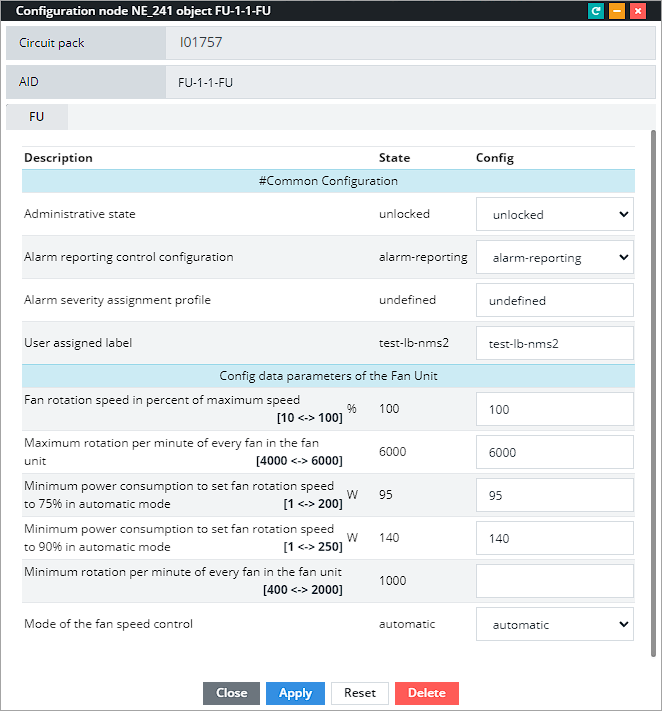 Configuration node NE_241 object FU-1-1-FU
Circuit pack I01757
AID FU-1-1-FU
FU
Description State Config
#Common Configuration
Administrative state unlocked unlocked
Alarm reporting control configuration alarm-reporting alarm-reporting
Alarm severity assignment profile undefined undefined
User assigned label test-lb-nms2 test-lb-nms2
Config data parameters of the Fan Unit
Fan rotation speed in percent of maximum speed
[10 <-> 100] % 100 100
Maximum rotation per minute of every fan in the fan
unit [4000 <-> 6000] 6000 6000
Minimum power consumption to set fan rotation speed
to 75% in automatic mode [1 <-> 200] W 95 95
Minimum power consumption to set fan rotation speed
to 90% in automatic mode [1 <-> 250] W 140 140
Minimum rotation per minute of every fan in the fan unit
[400 <-> 2000] 1000
Mode of the fan speed control automatic automatic
Close Apply Reset Delete